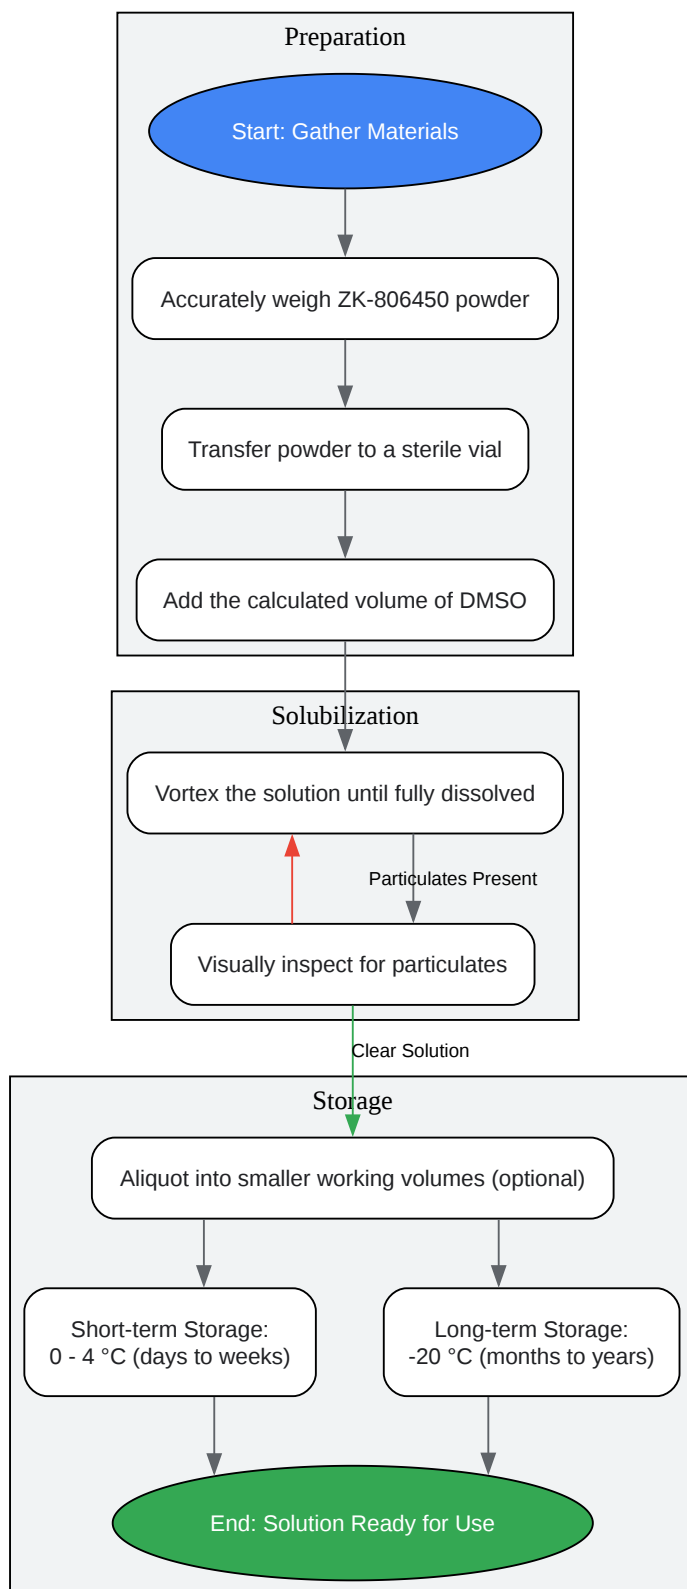 Preparation
Start: Gather Materials
Accurately weigh ZK-806450 powder
Transfer powder to a sterile vial
Add the calculated volume of DMSO
Solubilization
Vortex the solution until fully dissolved
Particulates Present
Visually inspect for particulates
Clear Solution
Storage
Aliquot into smaller working volumes (optional)
Short-term Storage:
0 - 4 °C (days to weeks)
Long-term Storage:
-20 °C (months to years)
End: Solution Ready for Use